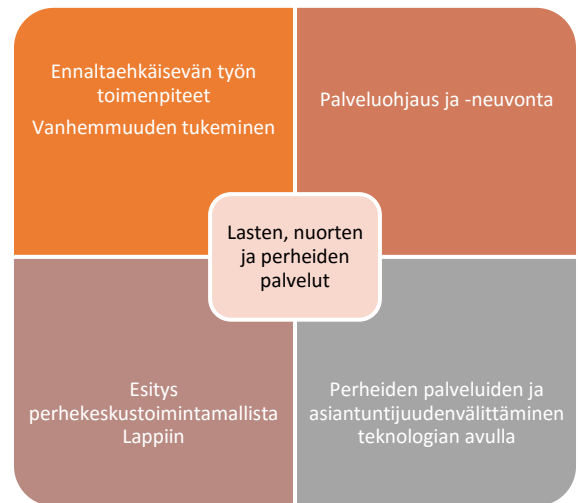 Ennaltaehkäisevän työn
toimenpiteet
Vanhemmuuden tukeminen
Palveluohjaus ja -neuvonta
Lasten, nuorten
ja perheiden
palvelut
Esitys
perhekeskustoimintamallista
Lappiin
Perheiden palveluiden ja
asiantuntijuudenvälittäminen
teknologian avulla